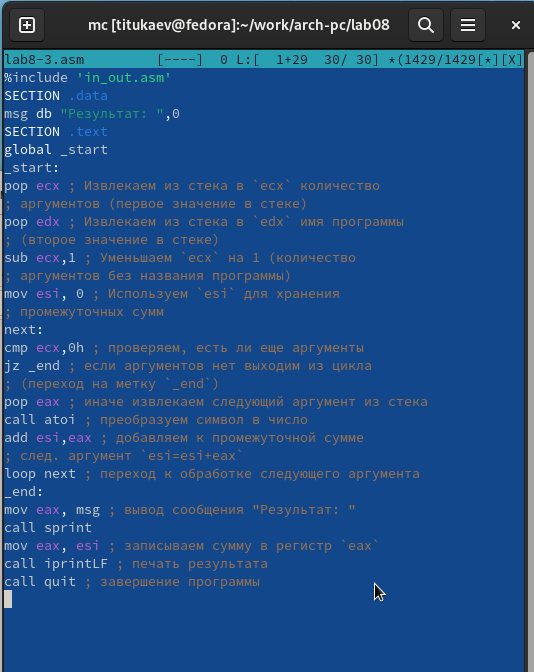 mc [titukaev@fedora]:~/work/arch-pc/lab08
lab8-3.asm [----] 0 L:[ 1+29 30/ 30] *(1429/1429[*][X]
%include 'in_out.asm'
SECTION .data
msg db "Результат: ",0
SECTION .text
global _start
_start:
pop ecx ; Извлекаем из стека в `ecx` количество
; аргументов (первое значение в стеке)
pop edx ; Извлекаем из стека в `edx` имя программы
; (второе значение в стеке)
sub ecx,1 ; Уменьшаем `ecx` на 1 (количество
; аргументов без названия программы)
mov esi, 0 ; Используем `esi` для хранения
; промежуточных сумм
next:
cmp ecx,0h ; проверяем, есть ли еще аргументы
jz _end ; если аргументов нет выходим из цикла
; (переход на метку `_end`)
pop eax ; иначе извлекаем следующий аргумент из стека
call atoi ; преобразуем символ в число
add esi,eax ; добавляем к промежуточной сумме
; след. аргумент `esi=esi+eax`
loop next ; переход к обработке следующего аргумента
_end:
mov eax, msg ; вывод сообщения "Результат: "
call sprint
mov eax, esi ; записываем сумму в регистр `eax`
call iprintLF ; печать результата
call quit ; завершение программы